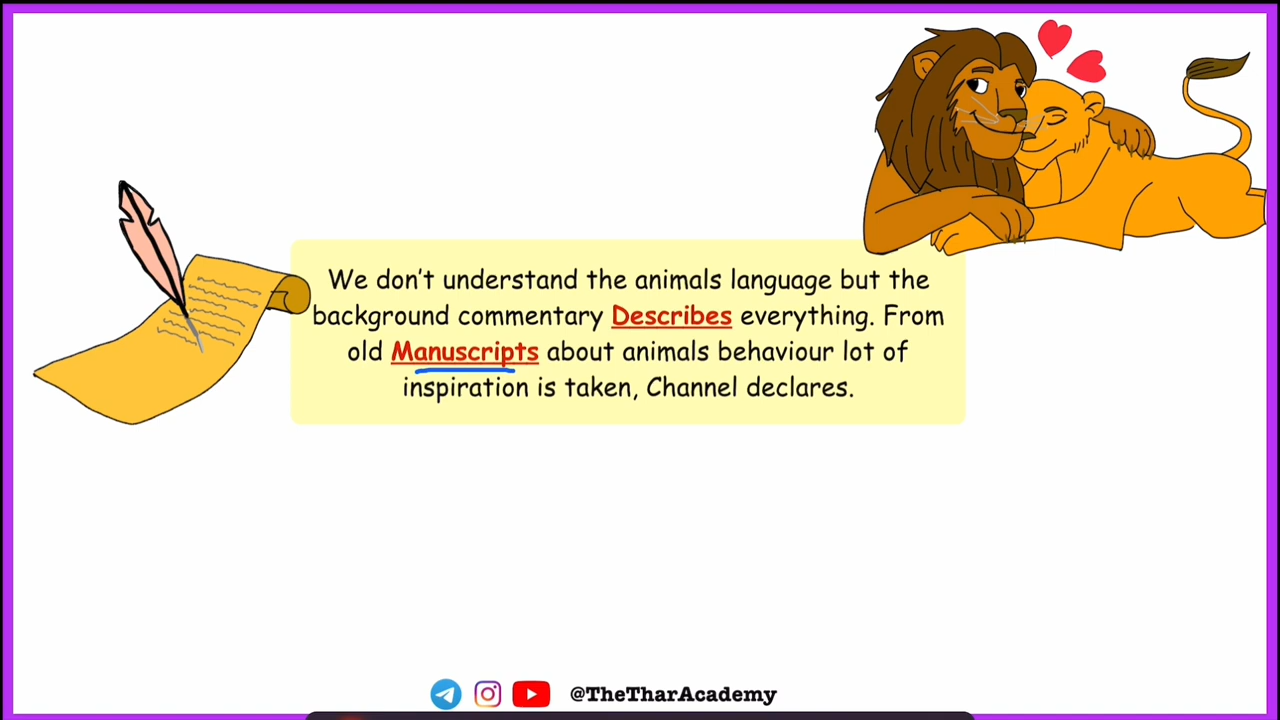 We don't understand the animals language but the
background commentary Describes everything. From
old Manuscripts about animals behaviour lot of
inspiration is taken, Channel declares.
@TheTharAcademy